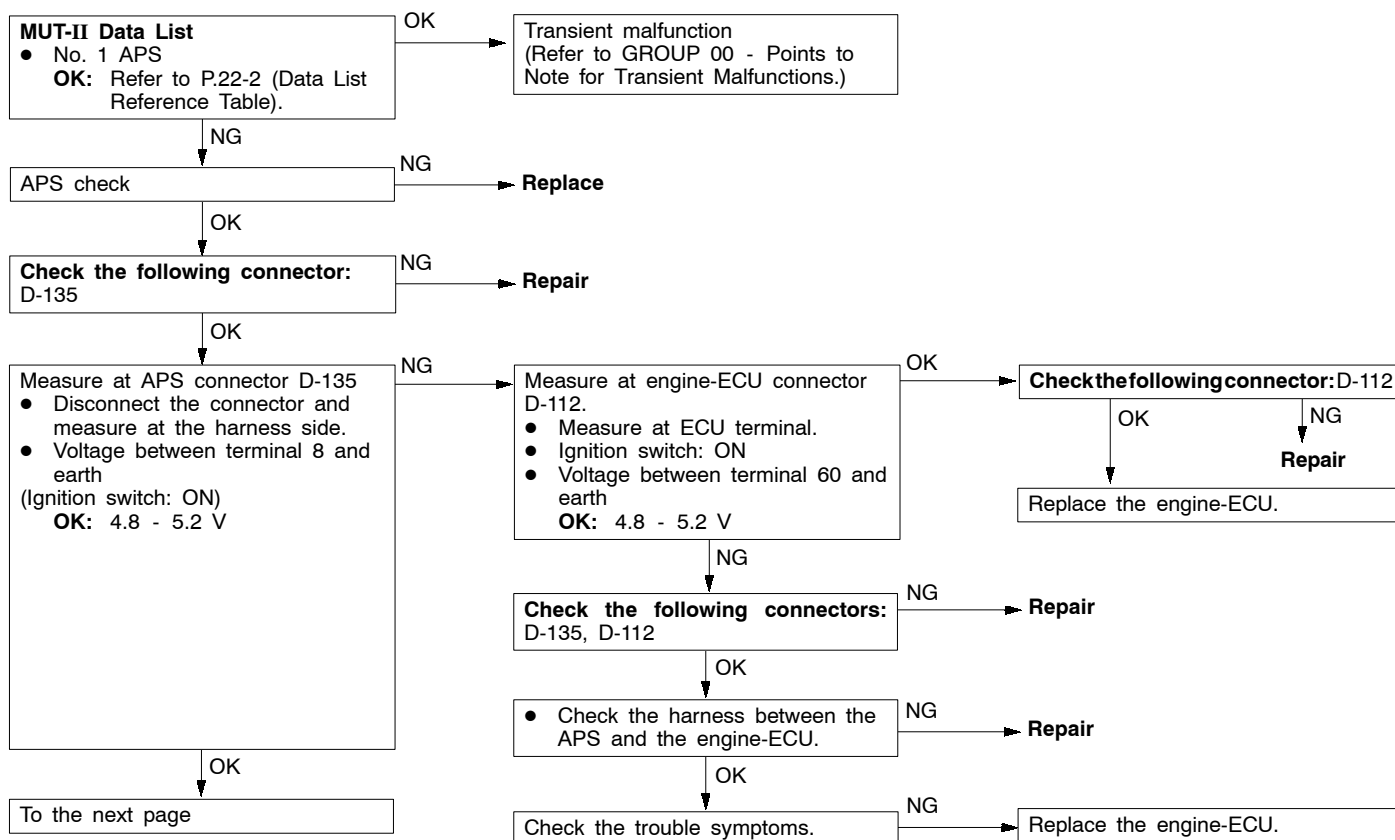 MUT-II Data List
● No. 1 APS
OK: Refer to P.22-2 (Data List
Reference Table).
OK
Transient malfunction
(Refer to GROUP 00 - Points to
Note for Transient Malfunctions.)
NG
APS check
NG
Replace
OK
Check the following connector:
D-135
NG
Repair
OK
Measure at APS connector D-135
● Disconnect the connector and
measure at the harness side.
● Voltage between terminal 8 and
earth
(Ignition switch: ON)
OK: 4.8 - 5.2 V
NG
Measure at engine-ECU connector
D-112.
● Measure at ECU terminal.
● Ignition switch: ON
● Voltage between terminal 60 and
earth
OK: 4.8 - 5.2 V
OK
Check the following connector: D-112
OK
NG
Repair
Replace the engine-ECU.
NG
Check the following connectors:
D-135, D-112
NG
Repair
OK
● Check the harness between the
APS and the engine-ECU.
NG
Repair
OK
OK
To the next page
Check the trouble symptoms.
NG
Replace the engine-ECU.